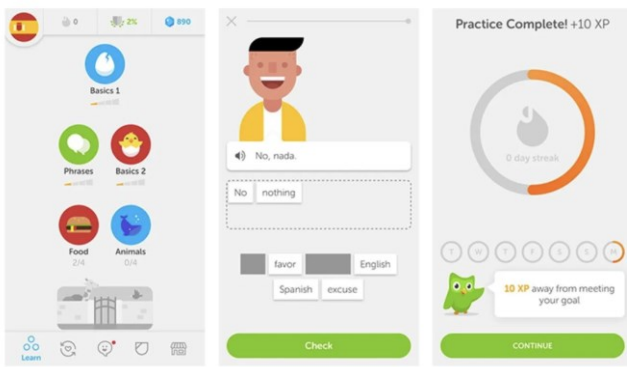 0 2% 890
Basics 1
Phrases Basics 2
Food Animals
2/4 0/4
Learn
No, nada.
No nothing
favor English
Spanish excuse
Check
Practice Complete! +10 XP
0 day streak
T W T F S S M
10 XP away from meeting
your goal
CONTINUE